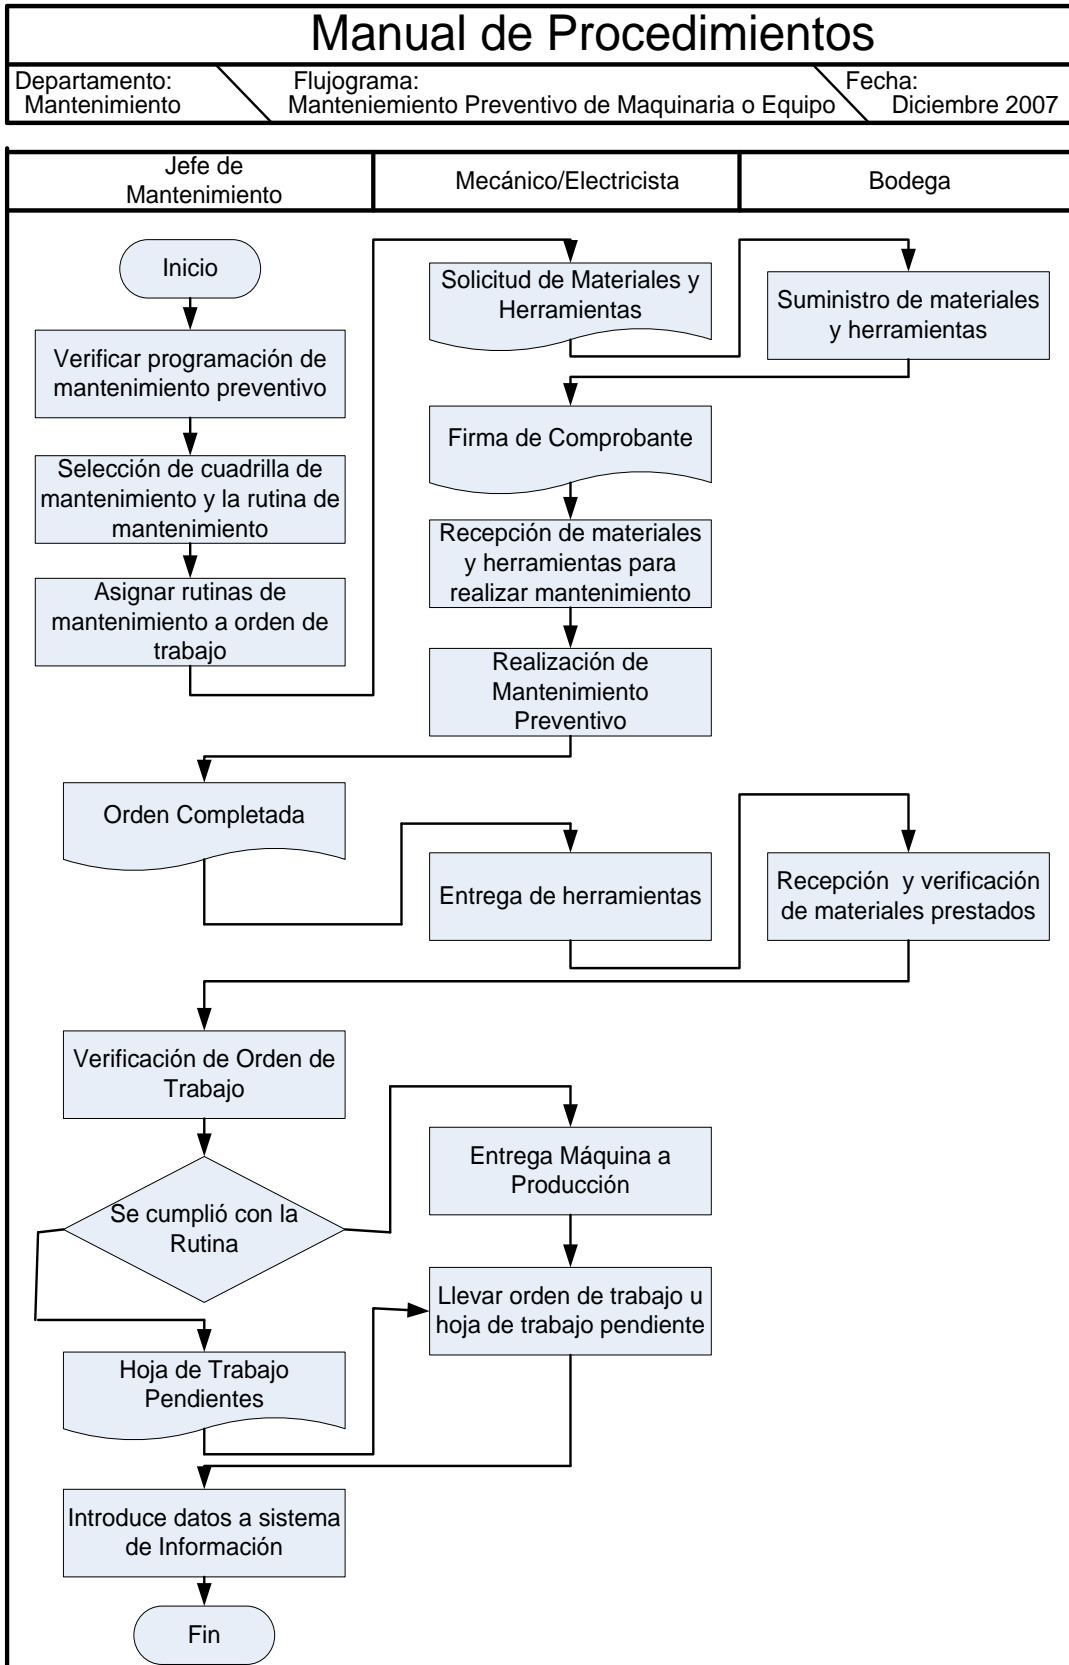 Manual de Procedimientos
Departamento:
Mantenimiento
Flujograma:
Manteniemiento Preventivo de Maquinaria o Equipo
Fecha:
Diciembre 2007
Jefe de
Mantenimiento
Mecánico/Electricista
Bodega
Inicio
Verificar programación de
mantenimiento preventivo
Selección de cuadrilla de
mantenimiento y la rutina de
mantenimiento
Asignar rutinas de
mantenimiento a orden de
trabajo
Solicitud de Materiales y
Herramientas
Suministro de materiales
y herramientas
Firma de Comprobante
Recepción de materiales
y herramientas para
realizar mantenimiento
Realización de
Mantenimiento
Preventivo
Orden Completada
Entrega de herramientas
Recepción y verificación
de materiales prestados
Verificación de Orden de
Trabajo
Se cumplió con la
Rutina
Entrega Máquina a
Producción
Llevar orden de trabajo u
hoja de trabajo pendiente
Hoja de Trabajo
Pendientes
Introduce datos a sistema
de Información
Fin